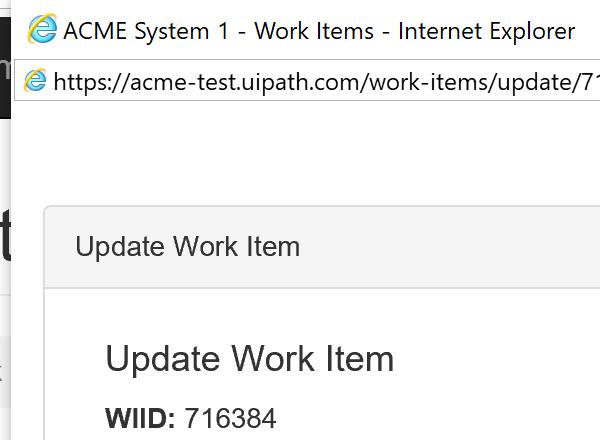 ACME System 1 - Work Items - Internet Explorer
https://acme-test.uipath.com/work-items/update/71
Update Work Item
Update Work Item
WIID: 716384